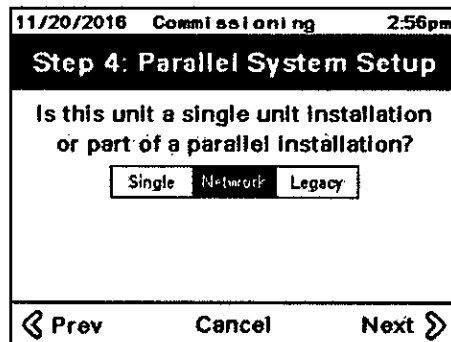 11/20/2016 Commissioning 2:56pm
Step 4: Parallel System Setup
Is this unit a single unit installation
or part of a parallel installation?
Single Network Legacy
Prev Cancel Next